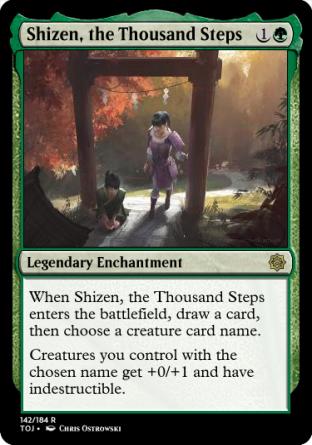 Shizen, the Thousand Steps 1
Legendary Enchantment
When Shizen, the Thousand Steps
enters the battlefield, draw a card,
then choose a creature card name.
Creatures you control with the
chosen name get +0/+1 and have
indestructible.
142/184 R
TOJ • Chris Ostrowski